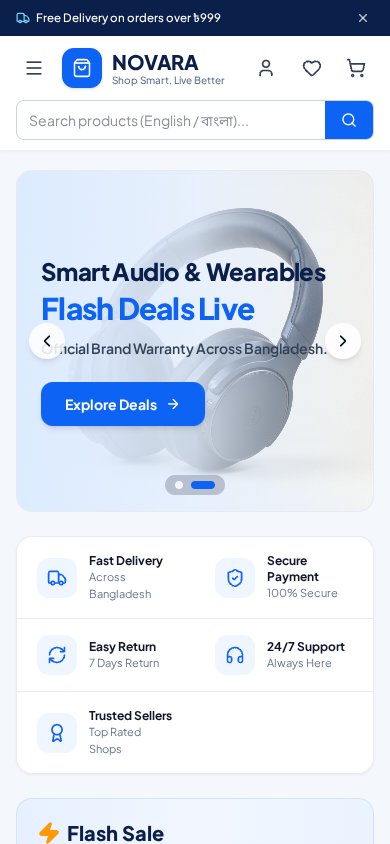 Free Delivery on orders over ৳999
NOVARA
Shop Smart, Live Better
Search products (English / বাংলা)...
Smart Audio & Wearables
Flash Deals Live
Official Brand Warranty Across Bangladesh.
Explore Deals
Fast Delivery
Across
Bangladesh
Secure
Payment
100% Secure
Easy Return
7 Days Return
24/7 Support
Always Here
Trusted Sellers
Top Rated
Shops
Flash Sale